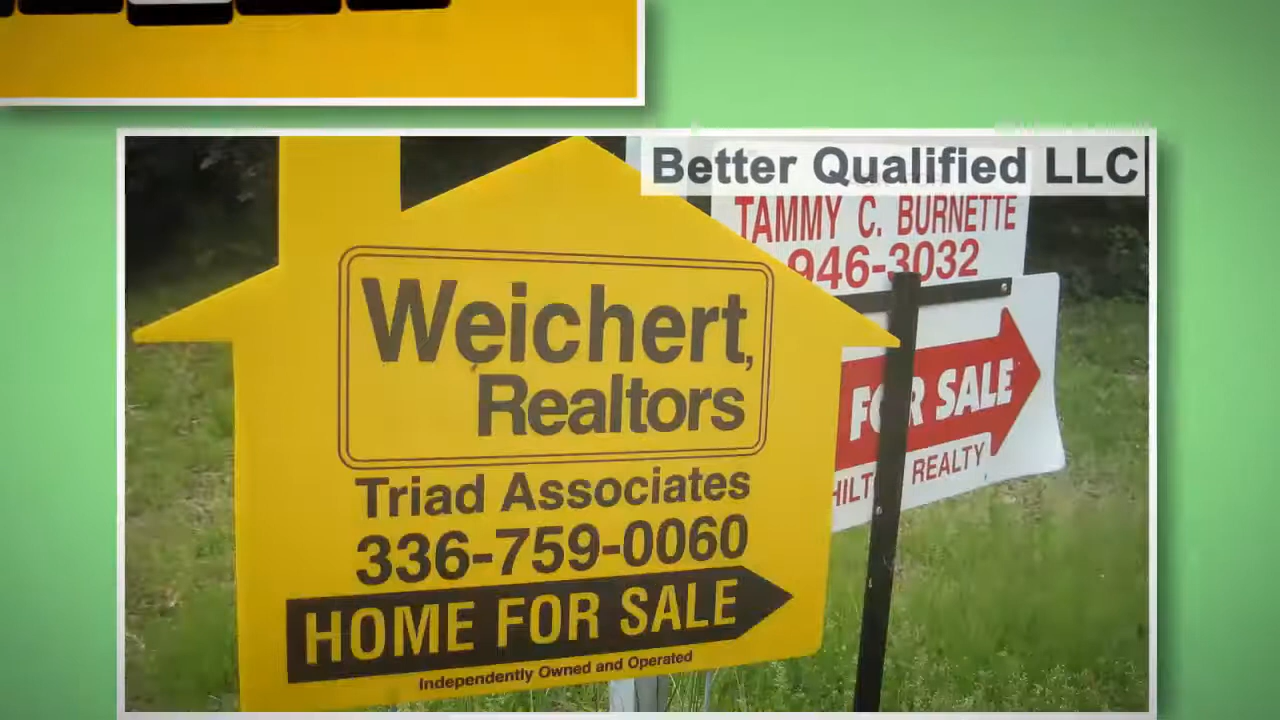 Better Qualified LLC
TAMMY C. BURNETTE
946-3032
Weichert,
Realtors
FOR SALE
REALTY
Triad Associates
336-759-0060
HOME FOR SALE
Independently Owned and Operated